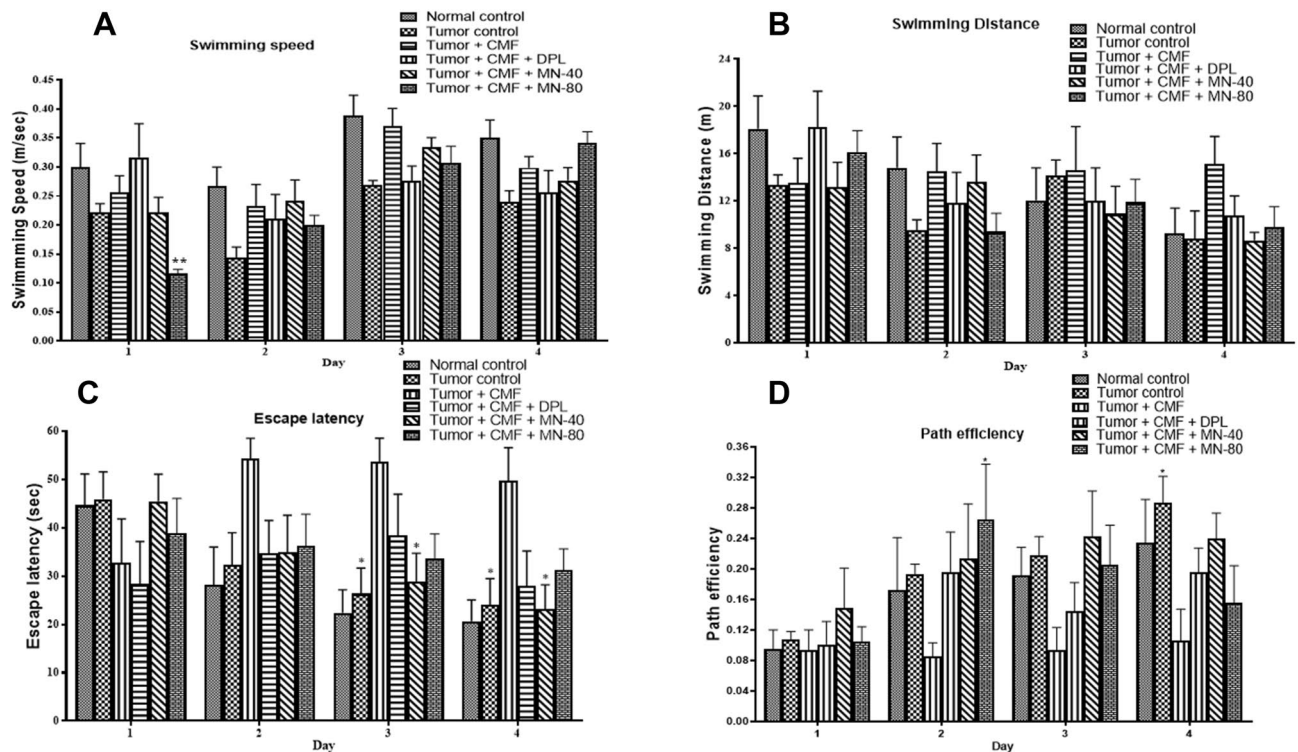 A
Swimming speed
Normal control
Tumor control
Tumor + CMF
Tumor + CMF + DPL
Tumor + CMF + MN-40
Tumor + CMF + MN-80
Swimmming Speed (m/sec)
0.45
0.40
0.35
0.30
0.25
0.20
0.15
0.10
0.05
0.00
**
1 2 3 4
Day
B
Swimming Distance
Normal control
Tumor control
Tumor + CMF
Tumor + CMF + DPL
Tumor + CMF + MN-40
Tumor + CMF + MN-80
Swimming Distance (m)
24
20
16
12
8
4
0
1 2 3 4
Day
C
Escape latency
Normal control
Tumor control
Tumor + CMF
Tumor + CMF + DPL
Tumor + CMF + MN-40
Tumor + CMF + MN-80
Escape latency (sec)
60
50
40
30
20
10
0
* * * *
1 2 3 4
Day
D
Path efficiency
Normal control
Tumor control
Tumor + CMF
Tumor + CMF + DPL
Tumor + CMF + MN-40
Tumor + CMF + MN-80
Path efficiency
0.36
0.32
0.28
0.24
0.20
0.16
0.12
0.08
0.04
0.00
* *
1 2 3 4
Day